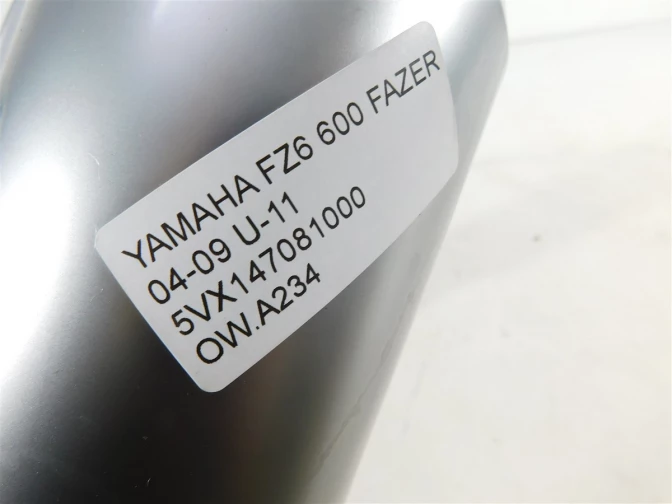 YAMAHA FZ6 600 FAZER
04-09 U-11
5VX147081000
OW.A234